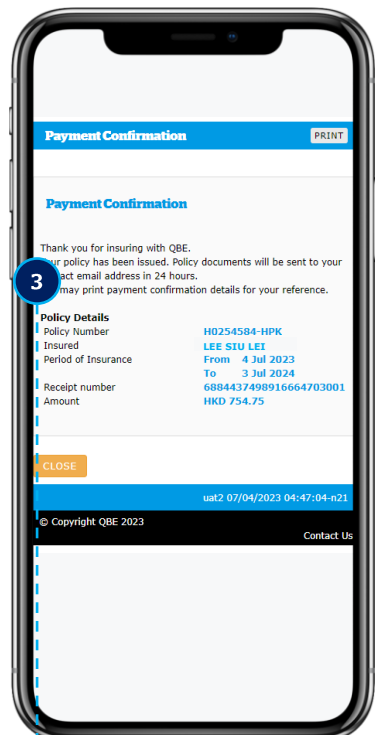 Payment Confirmation PRINT
Payment Confirmation
Thank you for insuring with QBE.
policy has been issued. Policy documents will be sent to your
email address in 24 hours.
may print payment confirmation details for your reference.
3
Policy Details
Policy Number H0254584-HPK
Insured LEE SIU LEI
Period of Insurance From 4 Jul 2023
To 3 Jul 2024
Receipt number 6884437498916664703001
Amount HKD 754.75
CLOSE
uat2 07/04/2023 04:47:04-n21
© Copyright QBE 2023
Contact Us